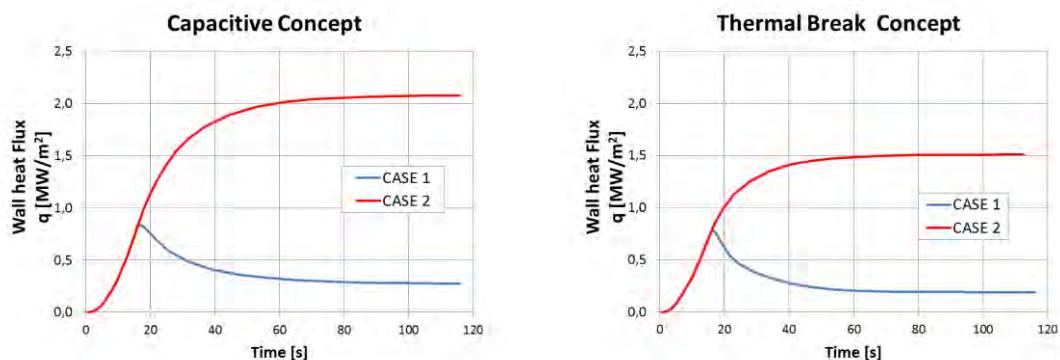 Capacitive Concept
2,5
2,0
1,5
1,0
0,5
0,0
0
20
40
60
80
100
120
Wall heat Flux
q [MW/m²]
Time [s]
CASE 1
CASE 2
Thermal Break Concept
2,5
2,0
1,5
1,0
0,5
0,0
0
20
40
60
80
100
120
Wall heat Flux
q [MW/m²]
Time [s]
CASE 1
CASE 2